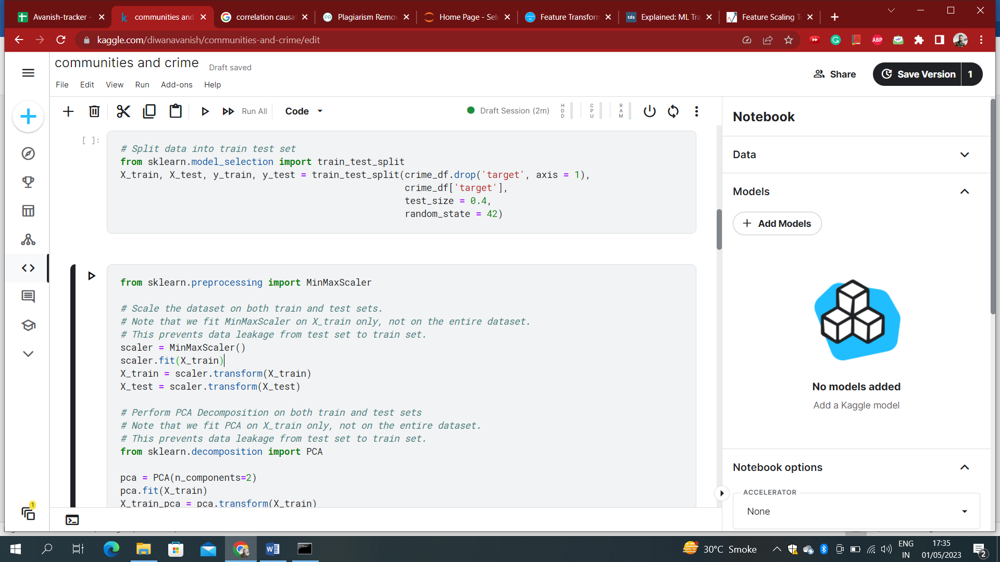 Avanish-tracker -
communities and
correlation causa
Plagiarism Remov
Home Page - Sel
Feature Transform
Explained: ML Tra
Feature Scaling T
kaggle.com/diwanavanish/communities-and-crime/edit
communities and crime
Draft saved
File Edit View Run Add-ons Help
Share
Save Version 1
Run All
Code
Draft Session (2m)
HDD
CPU
RAM
[ ]:
# Split data into train test set
from sklearn.model_selection import train_test_split
X_train, X_test, y_train, y_test = train_test_split(crime_df.drop('target', axis = 1),
crime_df['target'],
test_size = 0.4,
random_state = 42)
from sklearn.preprocessing import MinMaxScaler
# Scale the dataset on both train and test sets.
# Note that we fit MinMaxScaler on X_train only, not on the entire dataset.
# This prevents data leakage from test set to train set.
scaler = MinMaxScaler()
scaler.fit(X_train)
X_train = scaler.transform(X_train)
X_test = scaler.transform(X_test)
# Perform PCA Decomposition on both train and test sets
# Note that we fit PCA on X_train only, not on the entire dataset.
# This prevents data leakage from test set to train set.
from sklearn.decomposition import PCA
pca = PCA(n_components=2)
pca.fit(X_train)
X_train_pca = pca.transform(X_train)
Notebook
Data
Models
+ Add Models
No models added
Add a Kaggle model
Notebook options
ACCELERATOR
None
1
30°C Smoke
ENG
IN
17:35
01/05/2023
2
PR
tds
ABP